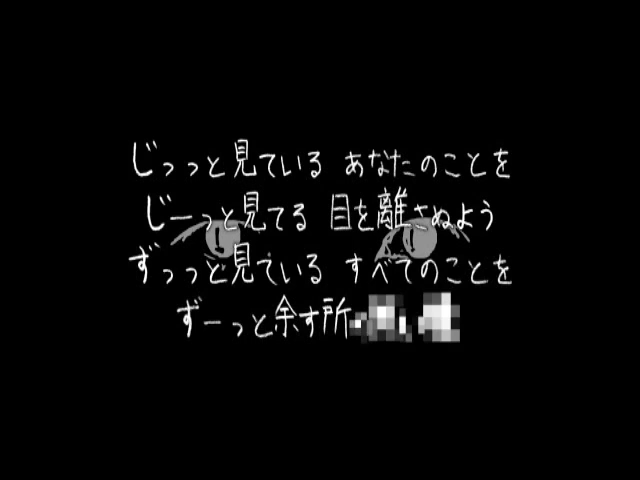 じっっと見ている あなたのことを
じーっと見てる 目を離さぬよう
ずっっと見ている すべてのことを
ずーっと余す所